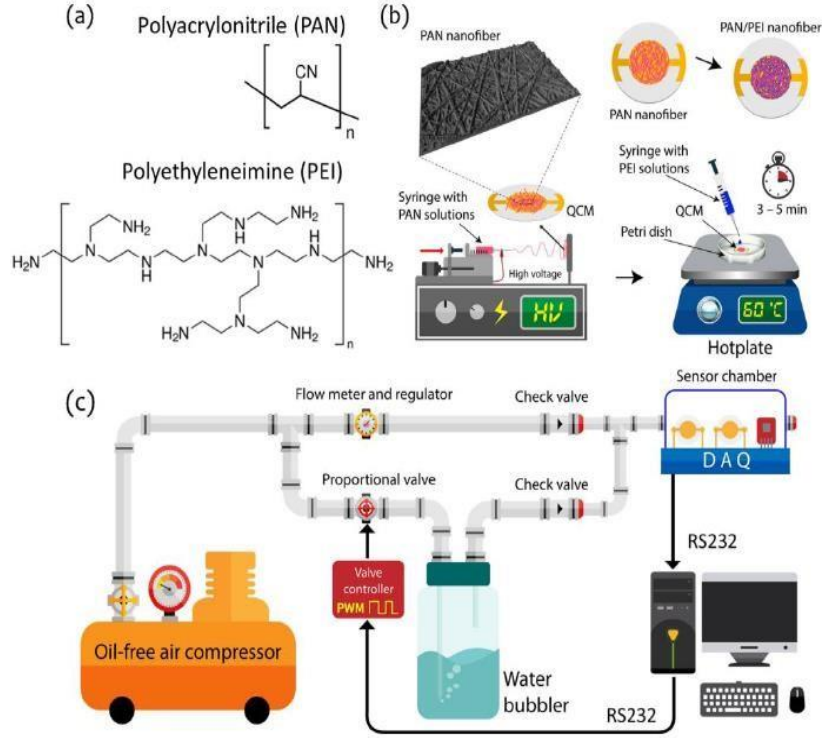 (a)
Polyacrylonitrile (PAN)
CN
n
Polyethyleneimine (PEI)
NH₂
H
N
NH₂
N
N
H₂N
N
H
N
N
H
NH₂
N
H₂N
NH₂
n
(b)
PAN nanofiber
PAN/PEI nanofiber
PAN nanofiber
Syringe with
PAN solutions
QCM
High voltage
HV
Syringe with
PEI solutions
QCM
Petri dish
3 – 5 min
60 °C
Hotplate
(c)
Flow meter and regulator
Check valve
Sensor chamber
DAQ
Proportional valve
Check valve
RS232
Valve
controller
PWM
Oil-free air compressor
Water
bubbler
RS232